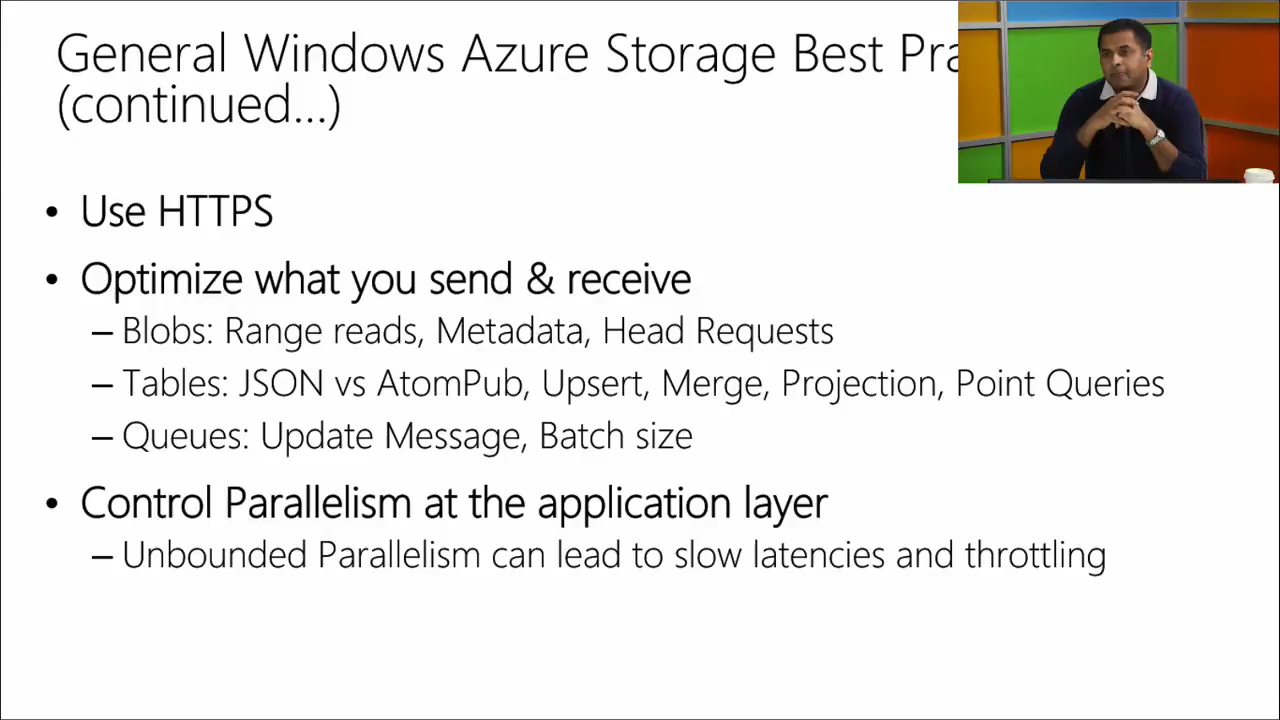 General Windows Azure Storage Best
(continued...)
• Use HTTPS
• Optimize what you send & receive
– Blobs: Range reads, Metadata, Head Requests
– Tables: JSON vs AtomPub, Upsert, Merge, Projection, Point Queries
– Queues: Update Message, Batch size
• Control Parallelism at the application layer
– Unbounded Parallelism can lead to slow latencies and throttling